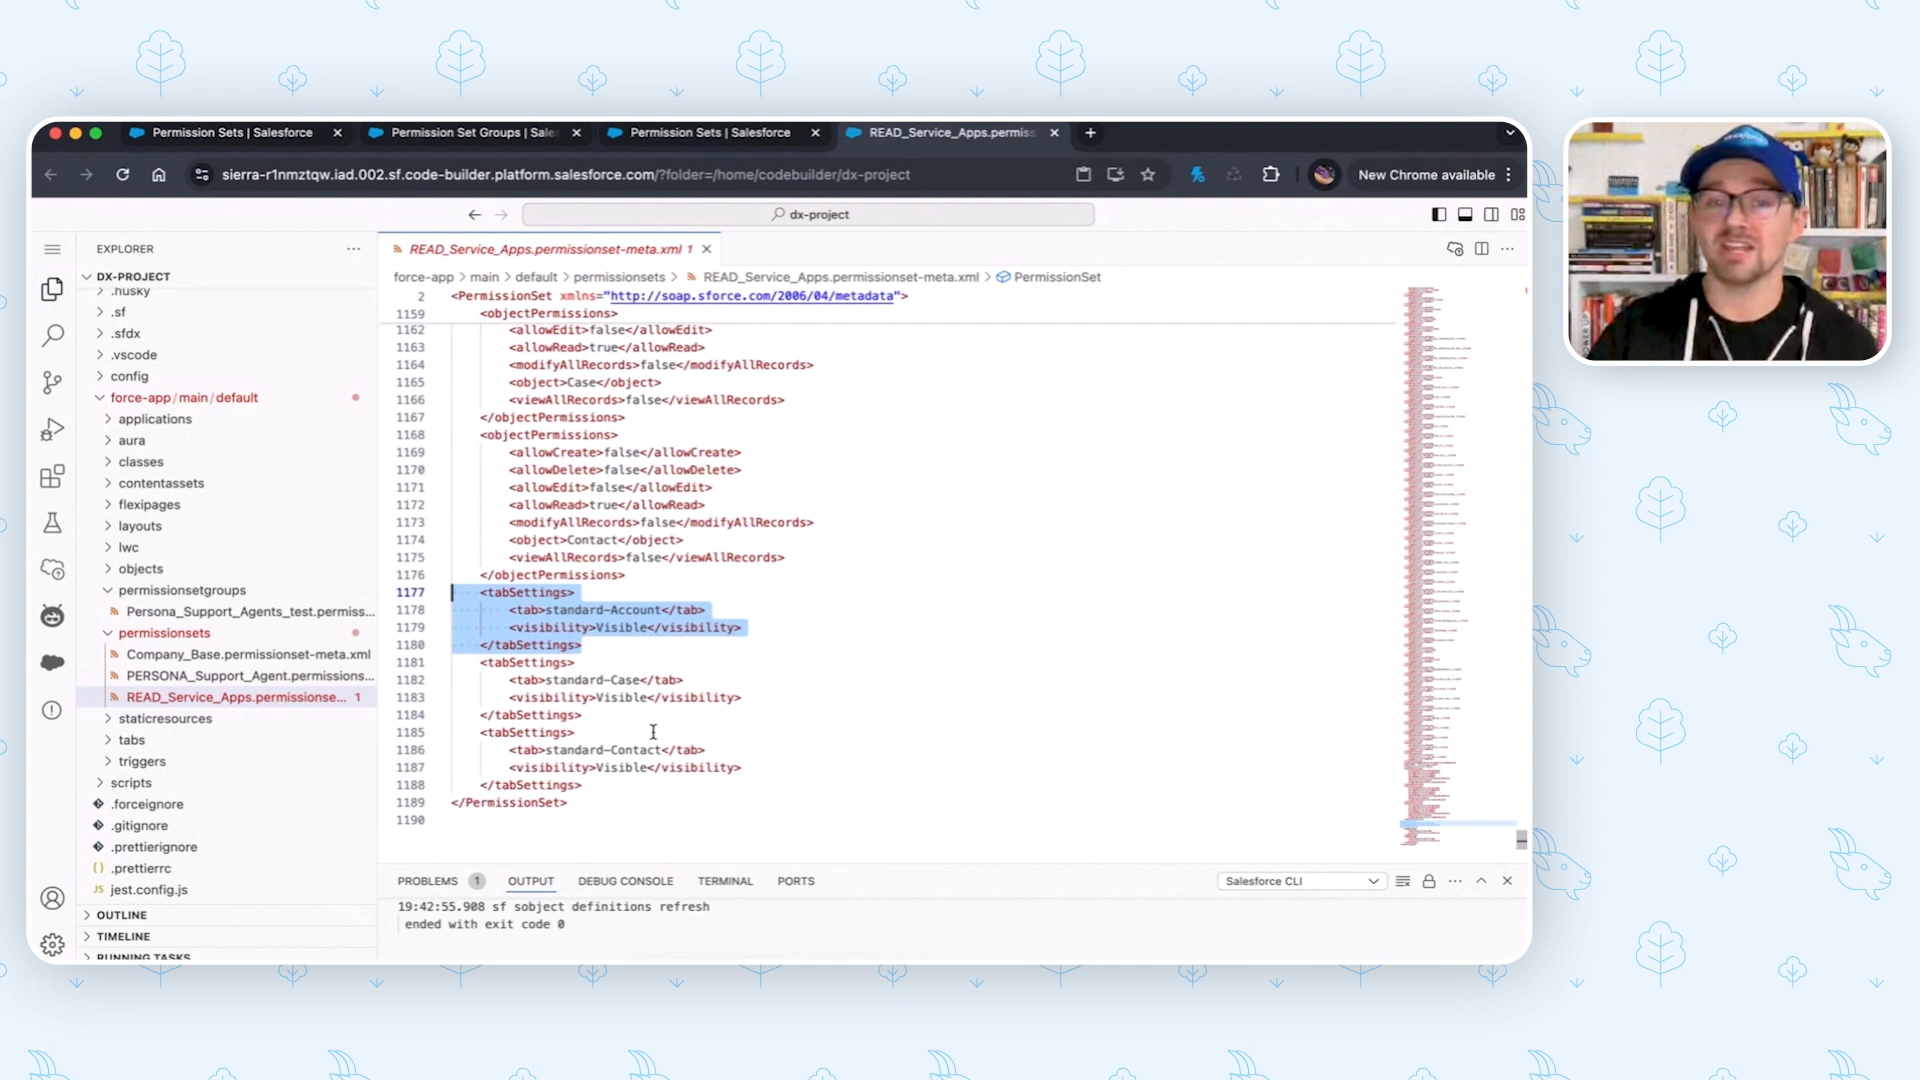 Permission Sets | Salesforce
Permission Set Groups | Sale
Permission Sets | Salesforce
READ_Service_Apps.permiss
sierra-r1nmztqw.iad.002.sf.code-builder.platform.salesforce.com/?folder=/home/codebuilder/dx-project
New Chrome available
dx-project
EXPLORER
DX-PROJECT
.husky
.sf
.sfdx
.vscode
config
force-app/main/default
applications
aura
classes
contentassets
flexipages
layouts
lwc
objects
permissionsetgroups
Persona_Support_Agents_test.permiss...
permissionsets
Company_Base.permissionset-meta.xml
PERSONA_Support_Agent.permissions...
READ_Service_Apps.permissionse... 1
staticresources
tabs
triggers
scripts
.forceignore
.gitignore
.prettierignore
{} .prettierrc
JS jest.config.js
OUTLINE
TIMELINE
RUNNING TASKS
READ_Service_Apps.permissionset-meta.xml 1
force-app > main > default > permissionsets > READ_Service_Apps.permissionset-meta.xml > PermissionSet
2 <PermissionSet xmlns="http://soap.sforce.com/2006/04/metadata">
1159 <objectPermissions>
1162 <allowEdit>false</allowEdit>
1163 <allowRead>true</allowRead>
1164 <modifyAllRecords>false</modifyAllRecords>
1165 <object>Case</object>
1166 <viewAllRecords>false</viewAllRecords>
1167 </objectPermissions>
1168 <objectPermissions>
1169 <allowCreate>false</allowCreate>
1170 <allowDelete>false</allowDelete>
1171 <allowEdit>false</allowEdit>
1172 <allowRead>true</allowRead>
1173 <modifyAllRecords>false</modifyAllRecords>
1174 <object>Contact</object>
1175 <viewAllRecords>false</viewAllRecords>
1176 </objectPermissions>
1177 <tabSettings>
1178 <tab>standard-Account</tab>
1179 <visibility>Visible</visibility>
1180 </tabSettings>
1181 <tabSettings>
1182 <tab>standard-Case</tab>
1183 <visibility>Visible</visibility>
1184 </tabSettings>
1185 <tabSettings>
1186 <tab>standard-Contact</tab>
1187 <visibility>Visible</visibility>
1188 </tabSettings>
1189 </PermissionSet>
1190
PROBLEMS 1 OUTPUT DEBUG CONSOLE TERMINAL PORTS
Salesforce CLI
19:42:55.908 sf sobject definitions refresh
ended with exit code 0
POWER UP